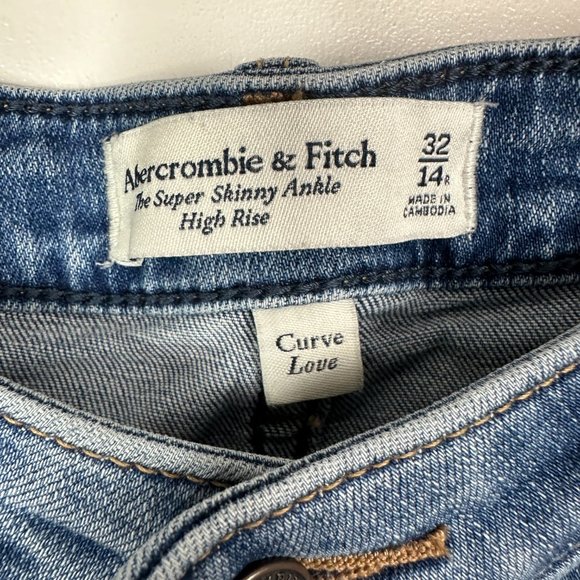 Abercrombie & Fitch
The Super Skinny Ankle
High Rise
32
14R
MADE IN
CAMBODIA
Curve
Love